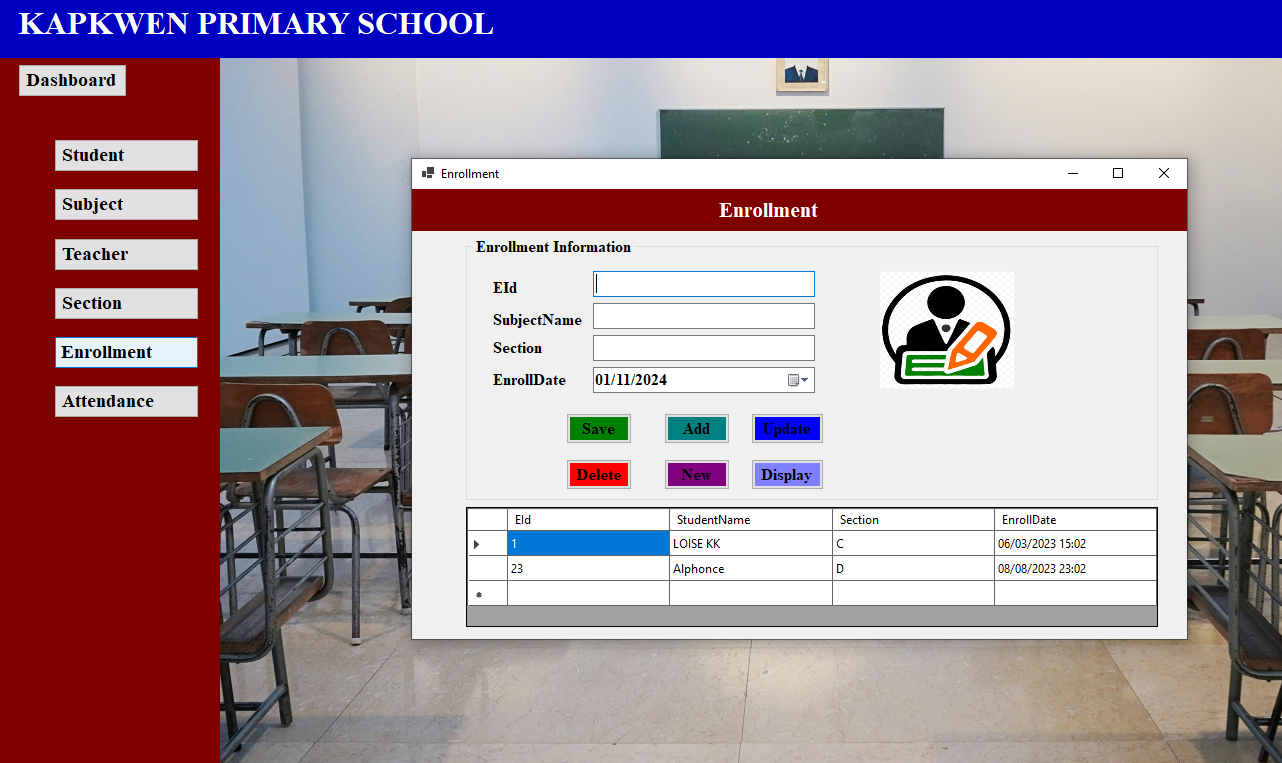 KAPKWEN PRIMARY SCHOOL
Dashboard
Student
Subject
Teacher
Section
Enrollment
Attendance
Enrollment
Enrollment
Enrollment Information
EId
SubjectName
Section
EnrollDate 01/11/2024
Save Add Update
Delete New Display
EId StudentName Section EnrollDate
1 LOISE KK C 06/03/2023 15:02
23 Alphonce D 08/08/2023 23:02